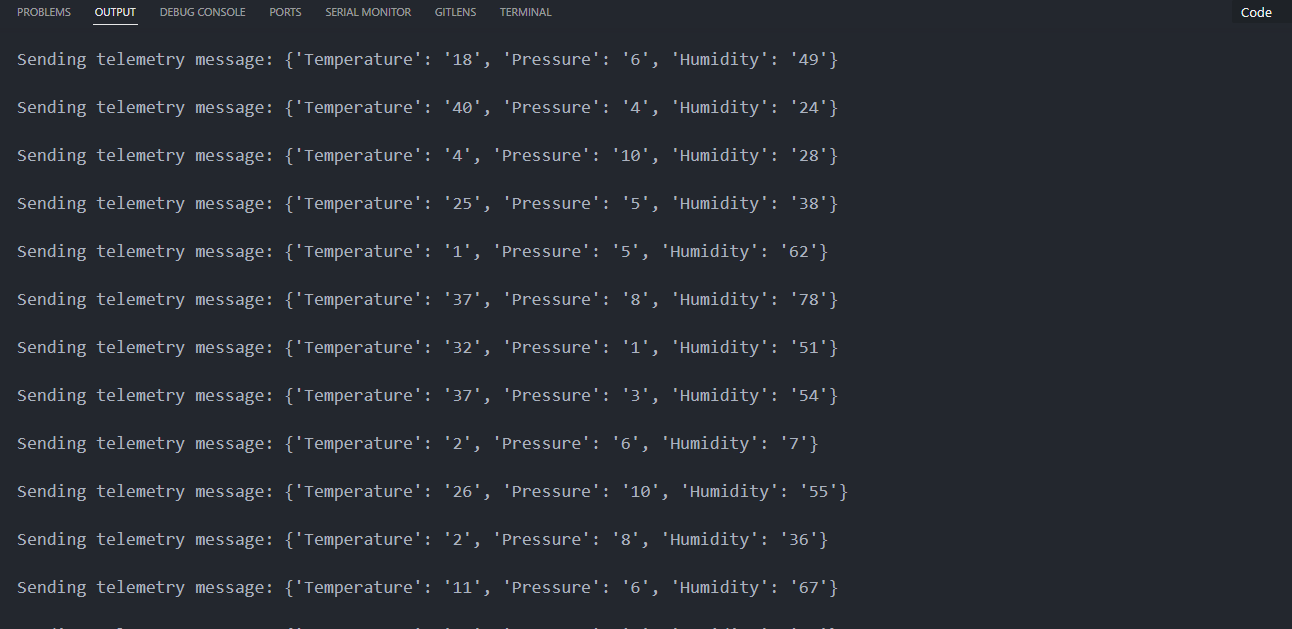 PROBLEMS OUTPUT DEBUG CONSOLE PORTS SERIAL MONITOR GITLENS TERMINAL Code
Sending telemetry message: {'Temperature': '18', 'Pressure': '6', 'Humidity': '49'}
Sending telemetry message: {'Temperature': '40', 'Pressure': '4', 'Humidity': '24'}
Sending telemetry message: {'Temperature': '4', 'Pressure': '10', 'Humidity': '28'}
Sending telemetry message: {'Temperature': '25', 'Pressure': '5', 'Humidity': '38'}
Sending telemetry message: {'Temperature': '1', 'Pressure': '5', 'Humidity': '62'}
Sending telemetry message: {'Temperature': '37', 'Pressure': '8', 'Humidity': '78'}
Sending telemetry message: {'Temperature': '32', 'Pressure': '1', 'Humidity': '51'}
Sending telemetry message: {'Temperature': '37', 'Pressure': '3', 'Humidity': '54'}
Sending telemetry message: {'Temperature': '2', 'Pressure': '6', 'Humidity': '7'}
Sending telemetry message: {'Temperature': '26', 'Pressure': '10', 'Humidity': '55'}
Sending telemetry message: {'Temperature': '2', 'Pressure': '8', 'Humidity': '36'}
Sending telemetry message: {'Temperature': '11', 'Pressure': '6', 'Humidity': '67'}